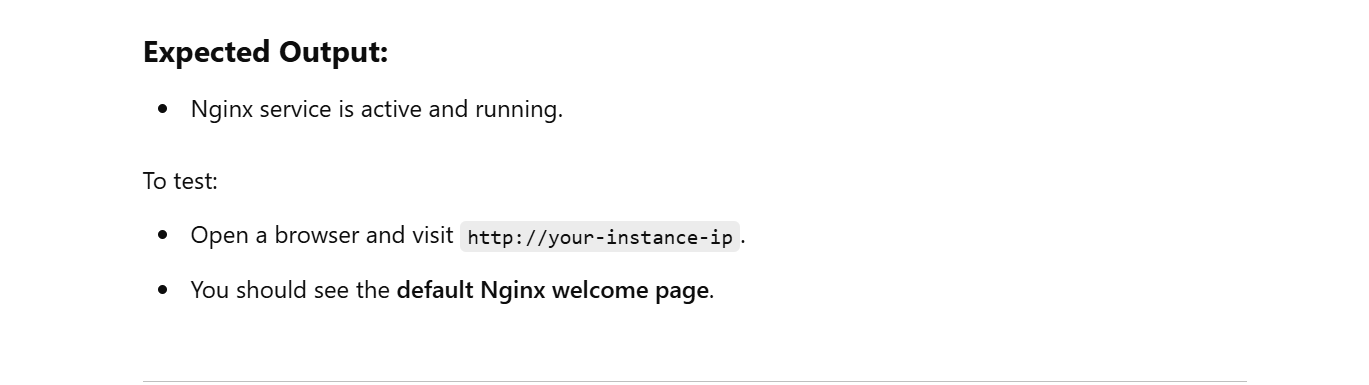 Expected Output:
• Nginx service is active and running.
To test:
• Open a browser and visit http://your-instance-ip.
• You should see the default Nginx welcome page.